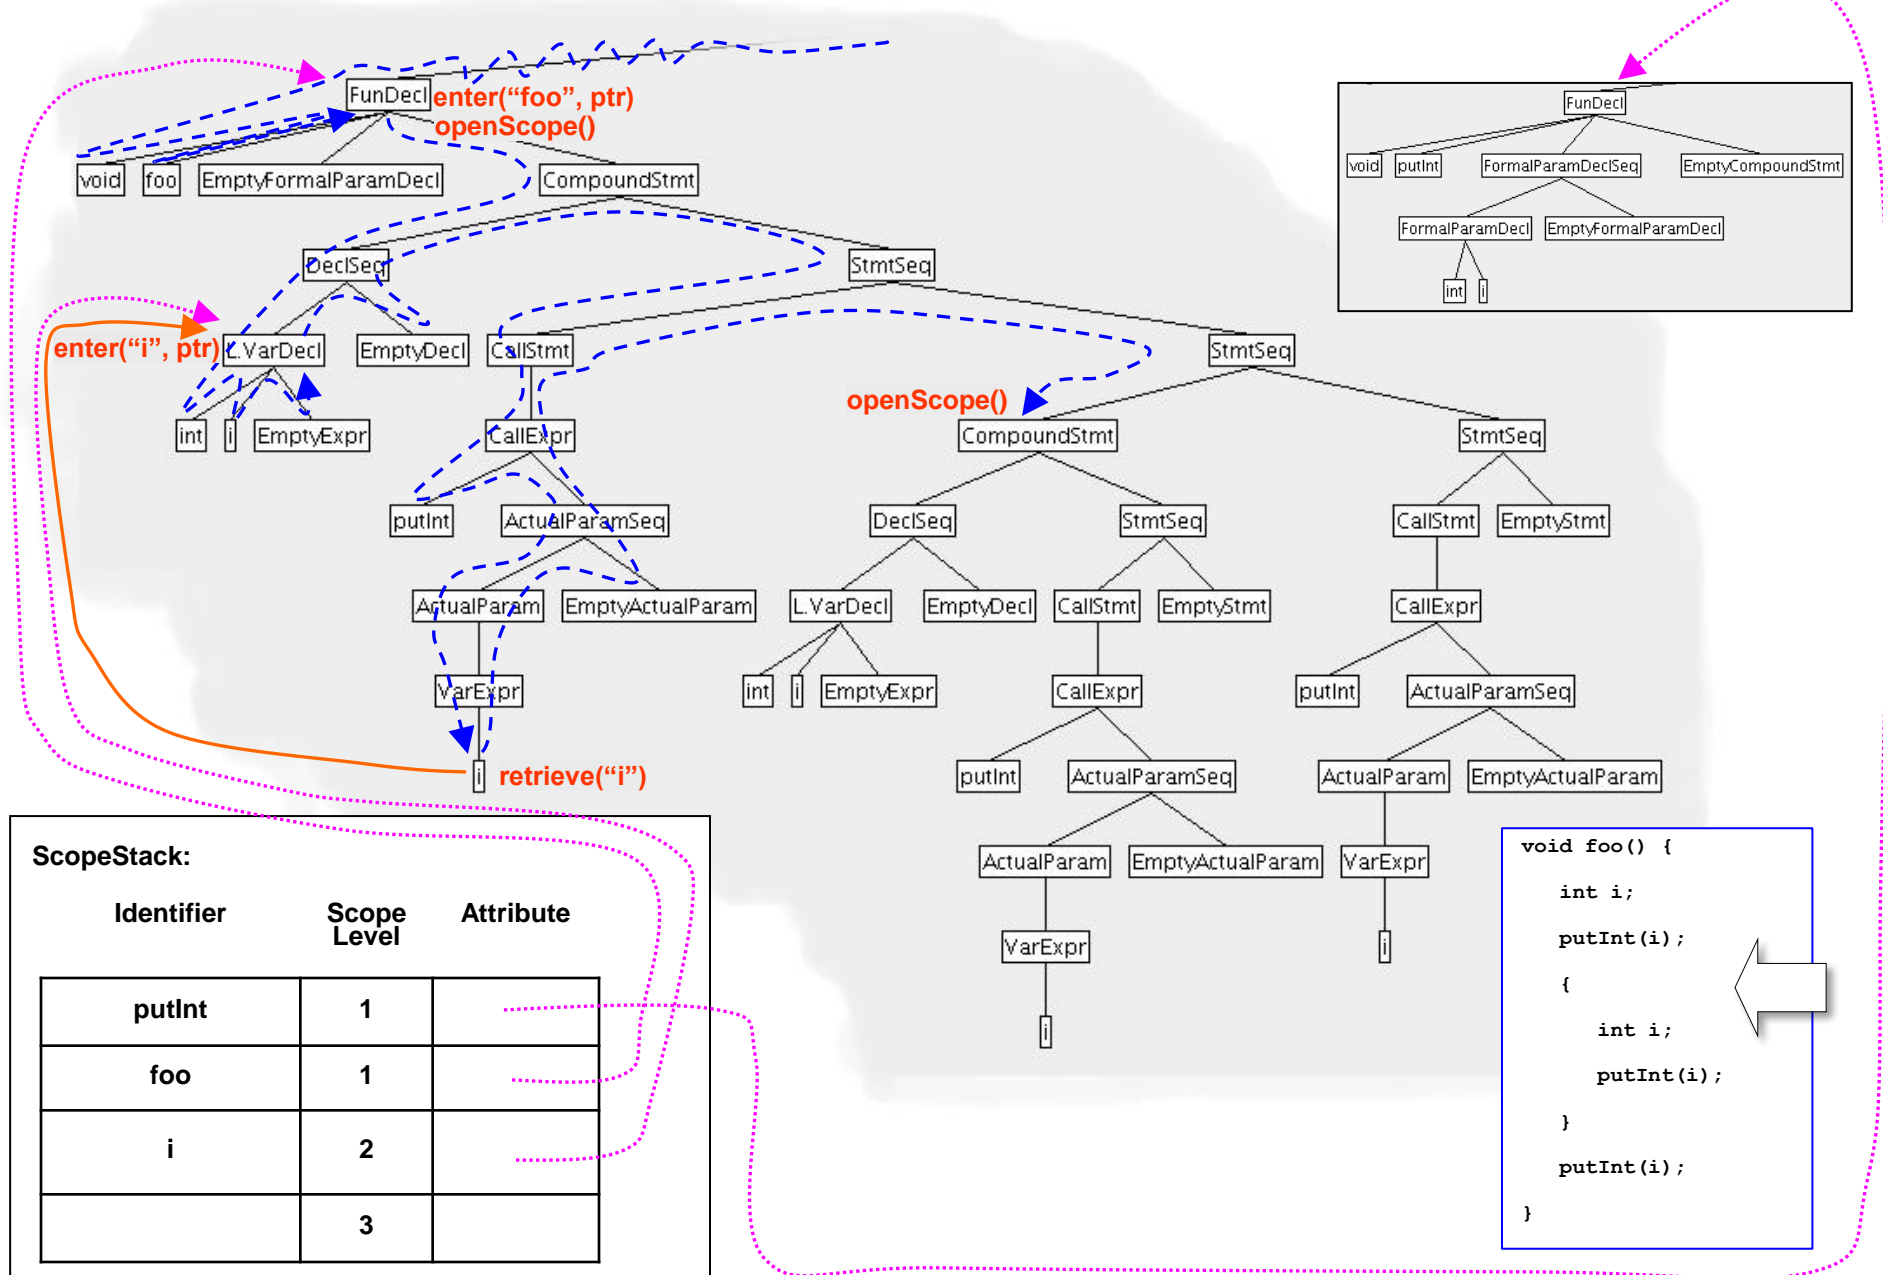 FunDecl
enter(“foo”, ptr)
openScope()
void
foo
EmptyFormalParamDecl
CompoundStmt
DeclSeq
StmtSeq
enter(“i”, ptr)
L.VarDecl
EmptyDecl
CallStmt
StmtSeq
openScope()
int
i
EmptyExpr
CallExpr
CompoundStmt
StmtSeq
putInt
ActualParamSeq
DeclSeq
StmtSeq
CallStmt
EmptyStmt
ActualParam
EmptyActualParam
L.VarDecl
EmptyDecl
CallStmt
EmptyStmt
CallExpr
VarExpr
int
i
EmptyExpr
CallExpr
putInt
ActualParamSeq
i
retrieve(“i”)
putInt
ActualParamSeq
ActualParam
EmptyActualParam
ActualParam
EmptyActualParam
VarExpr
VarExpr
i
i
FunDecl
void
putInt
FormalParamDeclSeq
EmptyCompoundStmt
FormalParamDecl
EmptyFormalParamDecl
int
i
ScopeStack:
Identifier
Scope
Level
Attribute
putInt
1
foo
1
i
2
3
void foo() {
int i;
putInt(i);
{
int i;
putInt(i);
}
putInt(i);
}